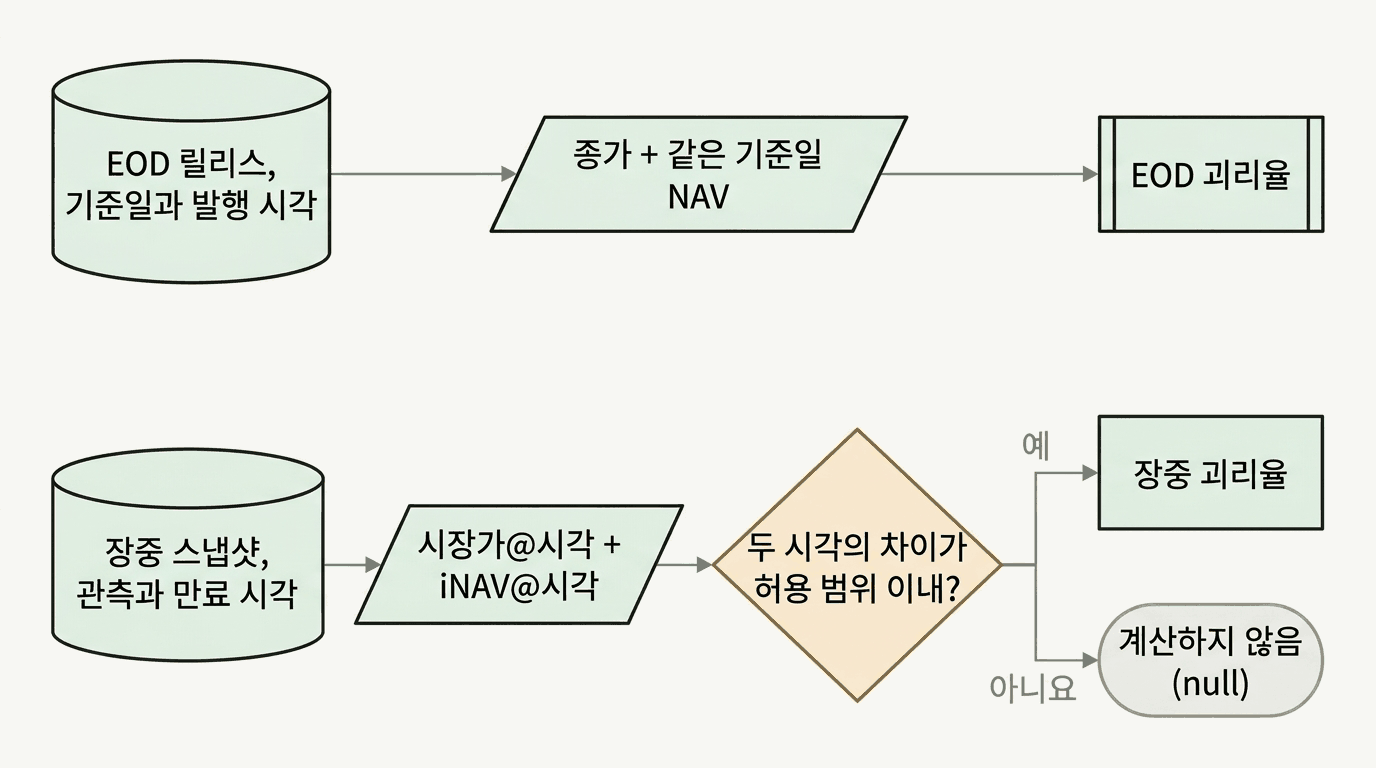 EOD 릴리스,
기준일과 발행 시각
종가 + 같은 기준일
NAV
EOD 괴리율
장중 스냅샷,
관측과 만료 시각
시장가@시각 +
iNAV@시각
두 시각의 차이가
허용 범위 이내?
예
장중 괴리율
아니요
계산하지 않음
(null)